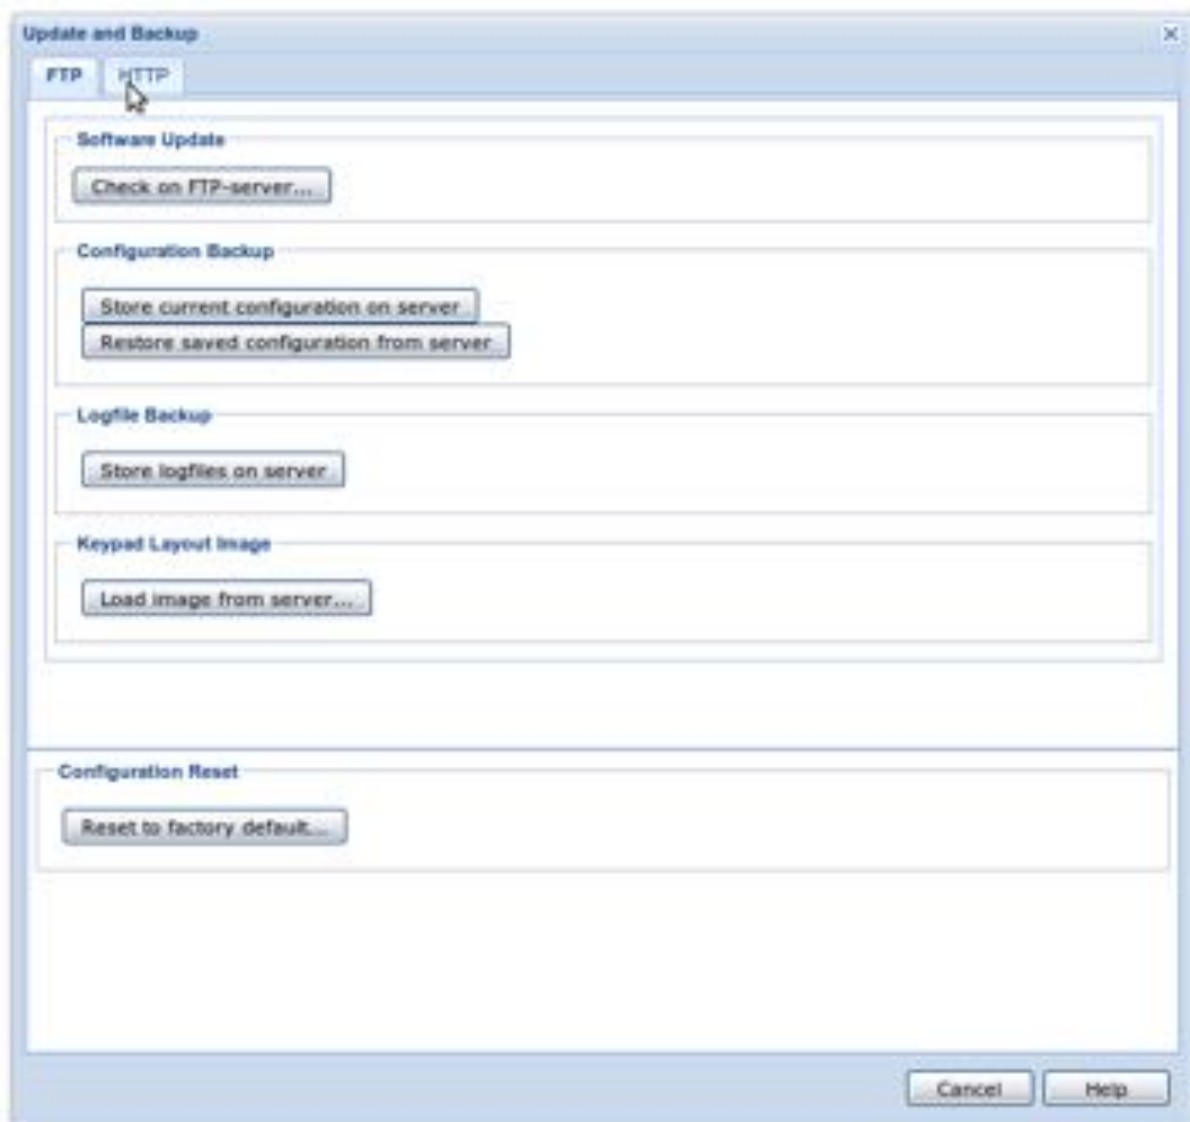 Update and Backup
FTP HTTP
Software Update
Check on FTP-server...
Configuration Backup
Store current configuration on server
Restore saved configuration from server
Logfile Backup
Store logfiles on server
Keypad Layout Image
Load image from server...
Configuration Reset
Reset to factory default...
Cancel Help